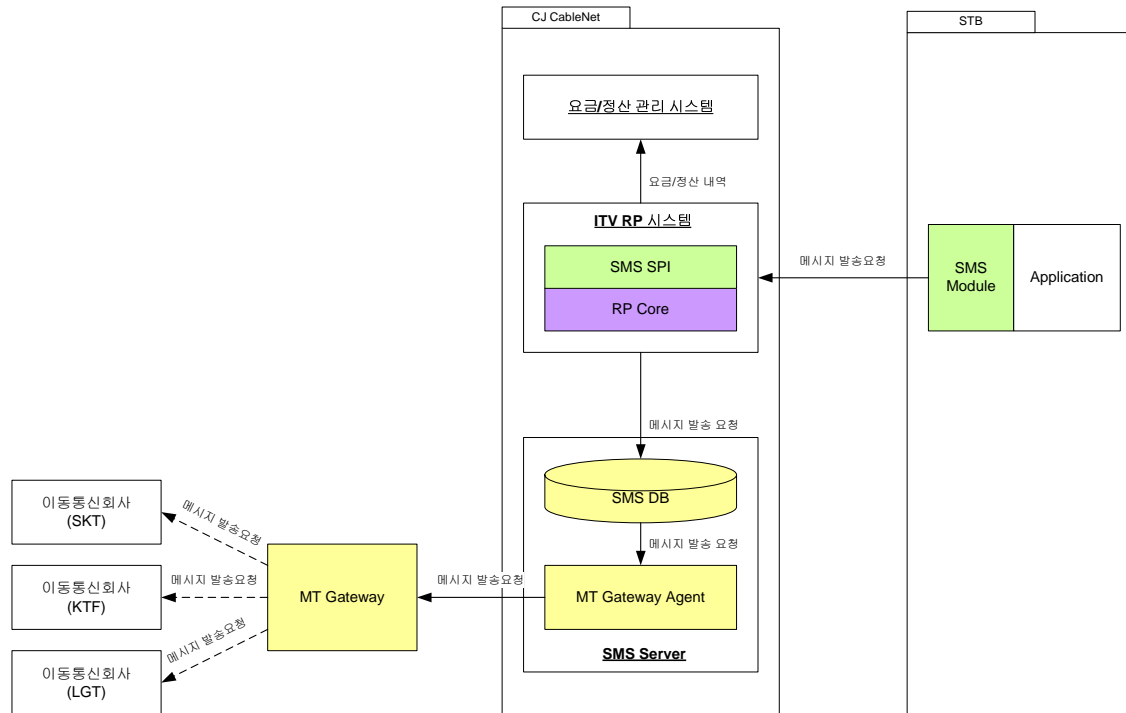 CJ CableNet
STB
요금/정산 관리 시스템
요금/정산 내역
ITV RP 시스템
SMS SPI
RP Core
메시지 발송요청
SMS
Module
Application
메시지 발송 요청
SMS DB
메시지 발송 요청
MT Gateway Agent
SMS Server
메시지 발송요청
MT Gateway
메시지 발송요청
메시지 발송요청
메시지 발송요청
이동통신회사
(SKT)
이동통신회사
(KTF)
이동통신회사
(LGT)